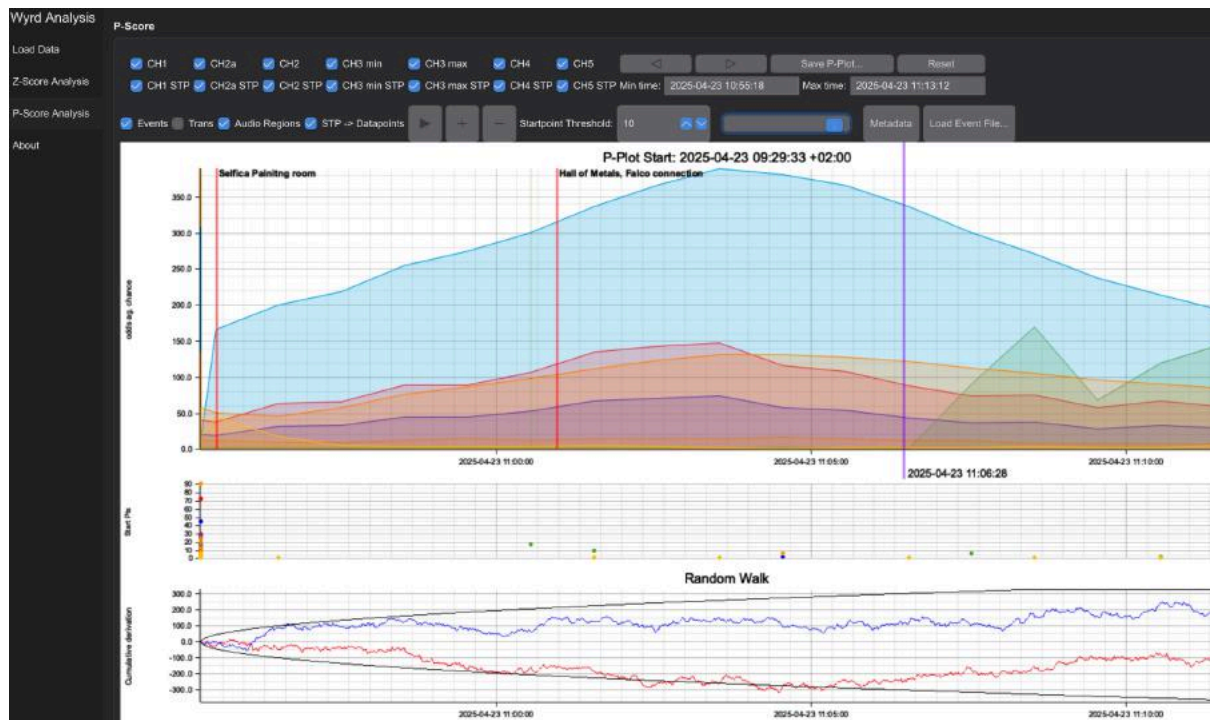 Wyrd Analysis
Load Data
Z-Score Analysis
P-Score Analysis
About
P-Score
CH1 CH2a CH2 CH3 min CH3 max CH4 CH5 Save P-Plot... Reset
CH1 STP CH2a STP CH2 STP CH3 min STP CH3 max STP CH4 STP CH5 STP Min time: 2025-04-23 10:55:18 Max time: 2025-04-23 11:13:12
Events Trans Audio Regions STP -> Datapoints Startpoint Threshold: 10 Metadata Load Event File...
P-Plot Start: 2025-04-23 09:29:33 +02:00
Selfica Painitng room Hall of Metals, Falco connection
odds ag. chance
350.0
300.0
250.0
200.0
150.0
100.0
50.0
0.0
2025-04-23 11:00:00 2025-04-23 11:05:00 2025-04-23 11:10:00
2025-04-23 11:06:28
Start Pts
90
80
70
60
50
40
30
20
10
0
Random Walk
Cumulative derivation
300.0
200.0
100.0
0.0
-100.0
-200.0
-300.0
2025-04-23 11:00:00 2025-04-23 11:05:00 2025-04-23 11:10:00